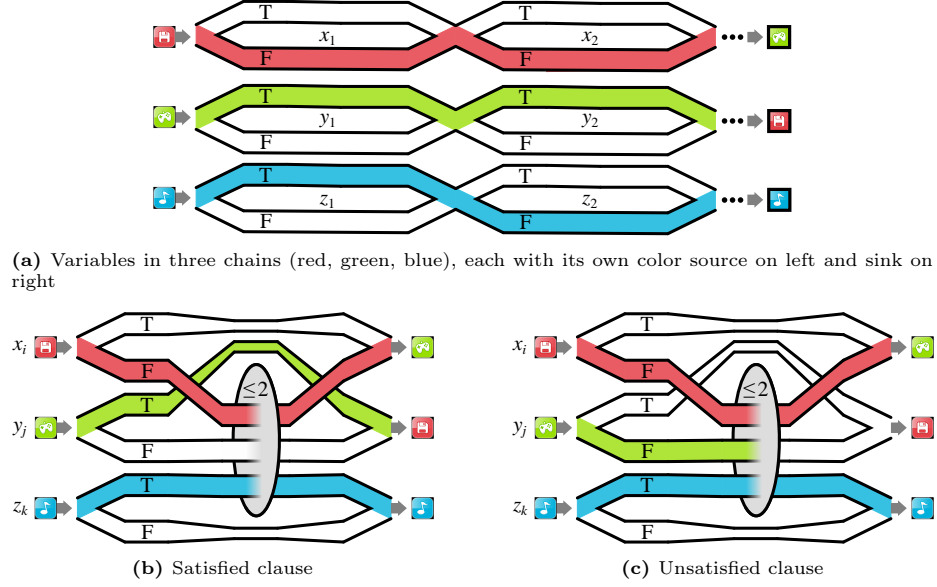 T T
x1 x2
F F
T T
y1 y2
F F
T T
z1 z2
F F
(a) Variables in three chains (red, green, blue), each with its own color source on left and sink on
right
T T
xi xi
F ≤2 F ≤2
T T
yj yj
F F
T T
zk zk
F F
(b) Satisfied clause (c) Unsatisfied clause